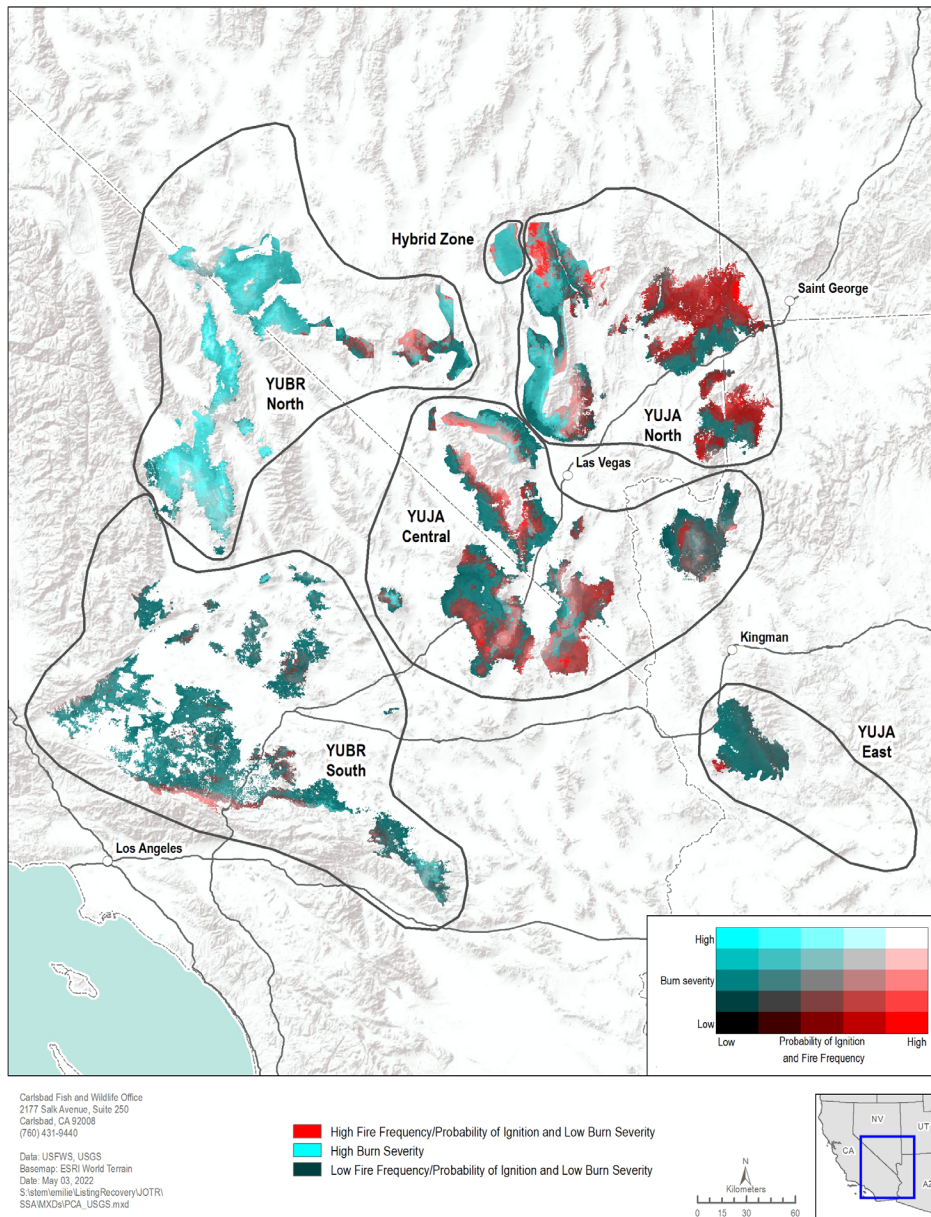 Hybrid Zone
Saint George
YUBR
North
YUJA
North
Las Vegas
YUJA
Central
Kingman
YUJA
East
YUBR
South
Los Angeles
High
Burn severity
Low
Low
Probability of Ignition
and Fire Frequency
High
Carlsbad Fish and Wildlife Office
2177 Salk Avenue, Suite 250
Carlsbad, CA 92008
(760) 431-9440
Data: USFWS, USGS
Basemap: ESRI World Terrain
Date: May 03, 2022
S:\stem\emilie\ListingRecovery\JOTR\
SSA\MXDs\PCA_USGS.mxd
High Fire Frequency/Probability of Ignition and Low Burn Severity
High Burn Severity
Low Fire Frequency/Probability of Ignition and Low Burn Severity
N
Kilometers
0 15 30 60
NV
UT
CA
AZ